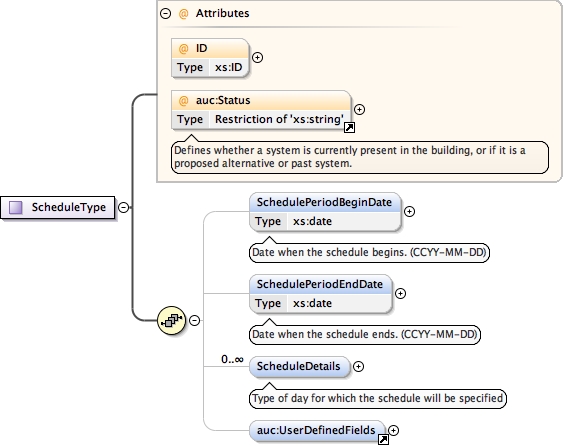 @ Attributes
@ ID
Type xs:ID
@ auc:Status
Type Restriction of 'xs:string'
Defines whether a system is currently present in the building, or if it is a
proposed alternative or past system.
ScheduleType
SchedulePeriodBeginDate
Type xs:date
Date when the schedule begins. (CCYY-MM-DD)
SchedulePeriodEndDate
Type xs:date
Date when the schedule ends. (CCYY-MM-DD)
0..∞
ScheduleDetails
Type of day for which the schedule will be specified
auc:UserDefinedFields